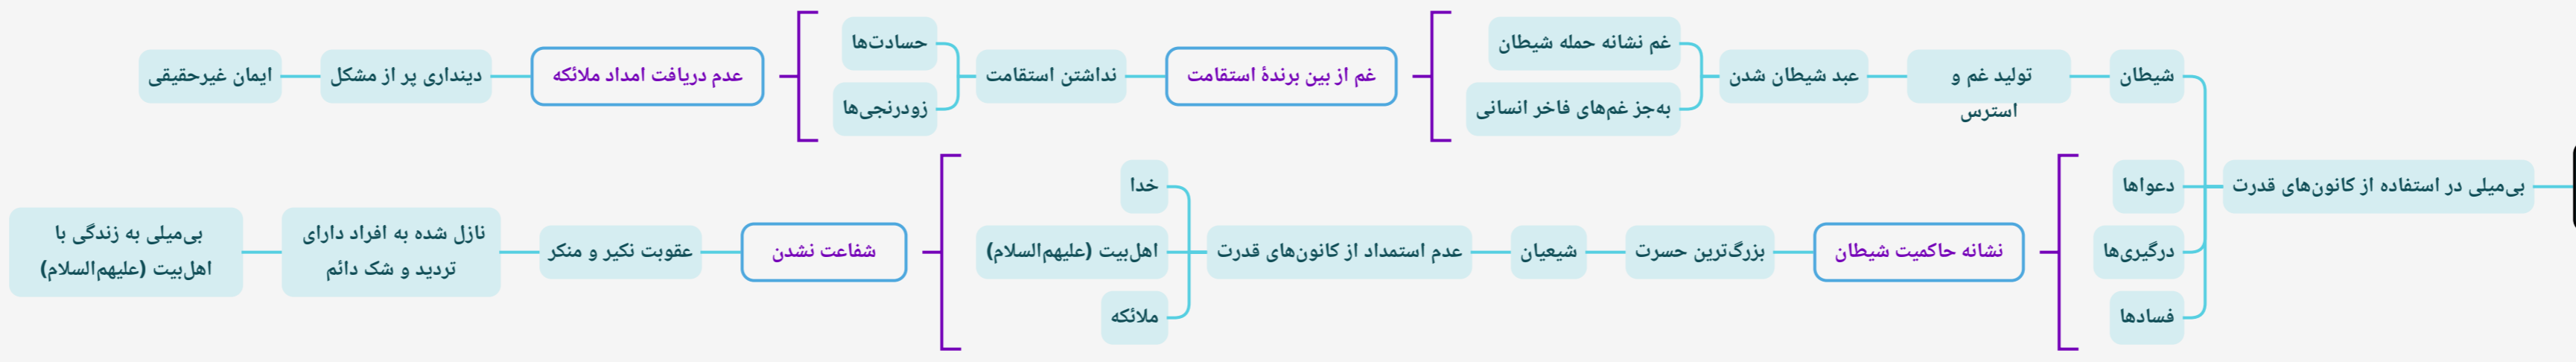 بی‌میلی در استفاده از کانون‌های قدرت
شیطان
تولید غم و
استرس
عبد شیطان شدن
غم نشانه حمله شیطان
به‌جز غم‌های فاخر انسانی
غم از بین برندهٔ استقامت
نداشتن استقامت
حسادت‌ها
زودرنجی‌ها
عدم دریافت امداد ملائکه
دینداری پر از مشکل
ایمان غیرحقیقی
دعواها
درگیری‌ها
فسادها
نشانه حاکمیت شیطان
بزرگ‌ترین حسرت
شیعیان
عدم استمداد از کانون‌های قدرت
خدا
اهل‌بیت (علیهم‌السلام)
ملائکه
شفاعت نشدن
عقوبت نکیر و منکر
نازل شده به افراد دارای
تردید و شک دائم
بی‌میلی به زندگی با
اهل‌بیت (علیهم‌السلام)